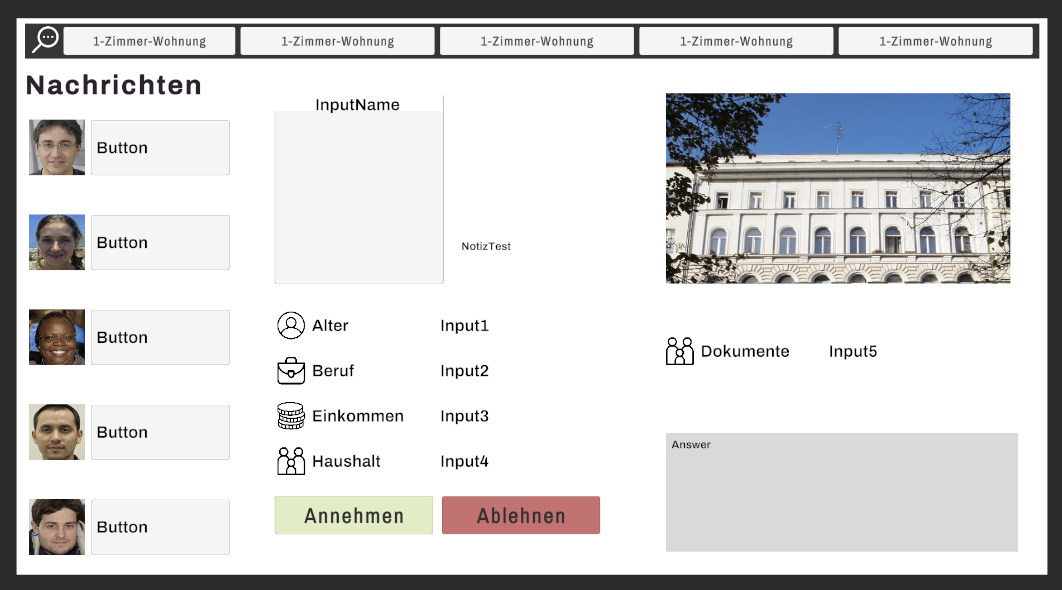 1-Zimmer-Wohnung
1-Zimmer-Wohnung
1-Zimmer-Wohnung
1-Zimmer-Wohnung
1-Zimmer-Wohnung
Nachrichten
Button
Button
Button
Button
Button
InputName
NotizTest
Alter Input1
Beruf Input2
Einkommen Input3
Haushalt Input4
Annehmen
Ablehnen
Dokumente Input5
Answer